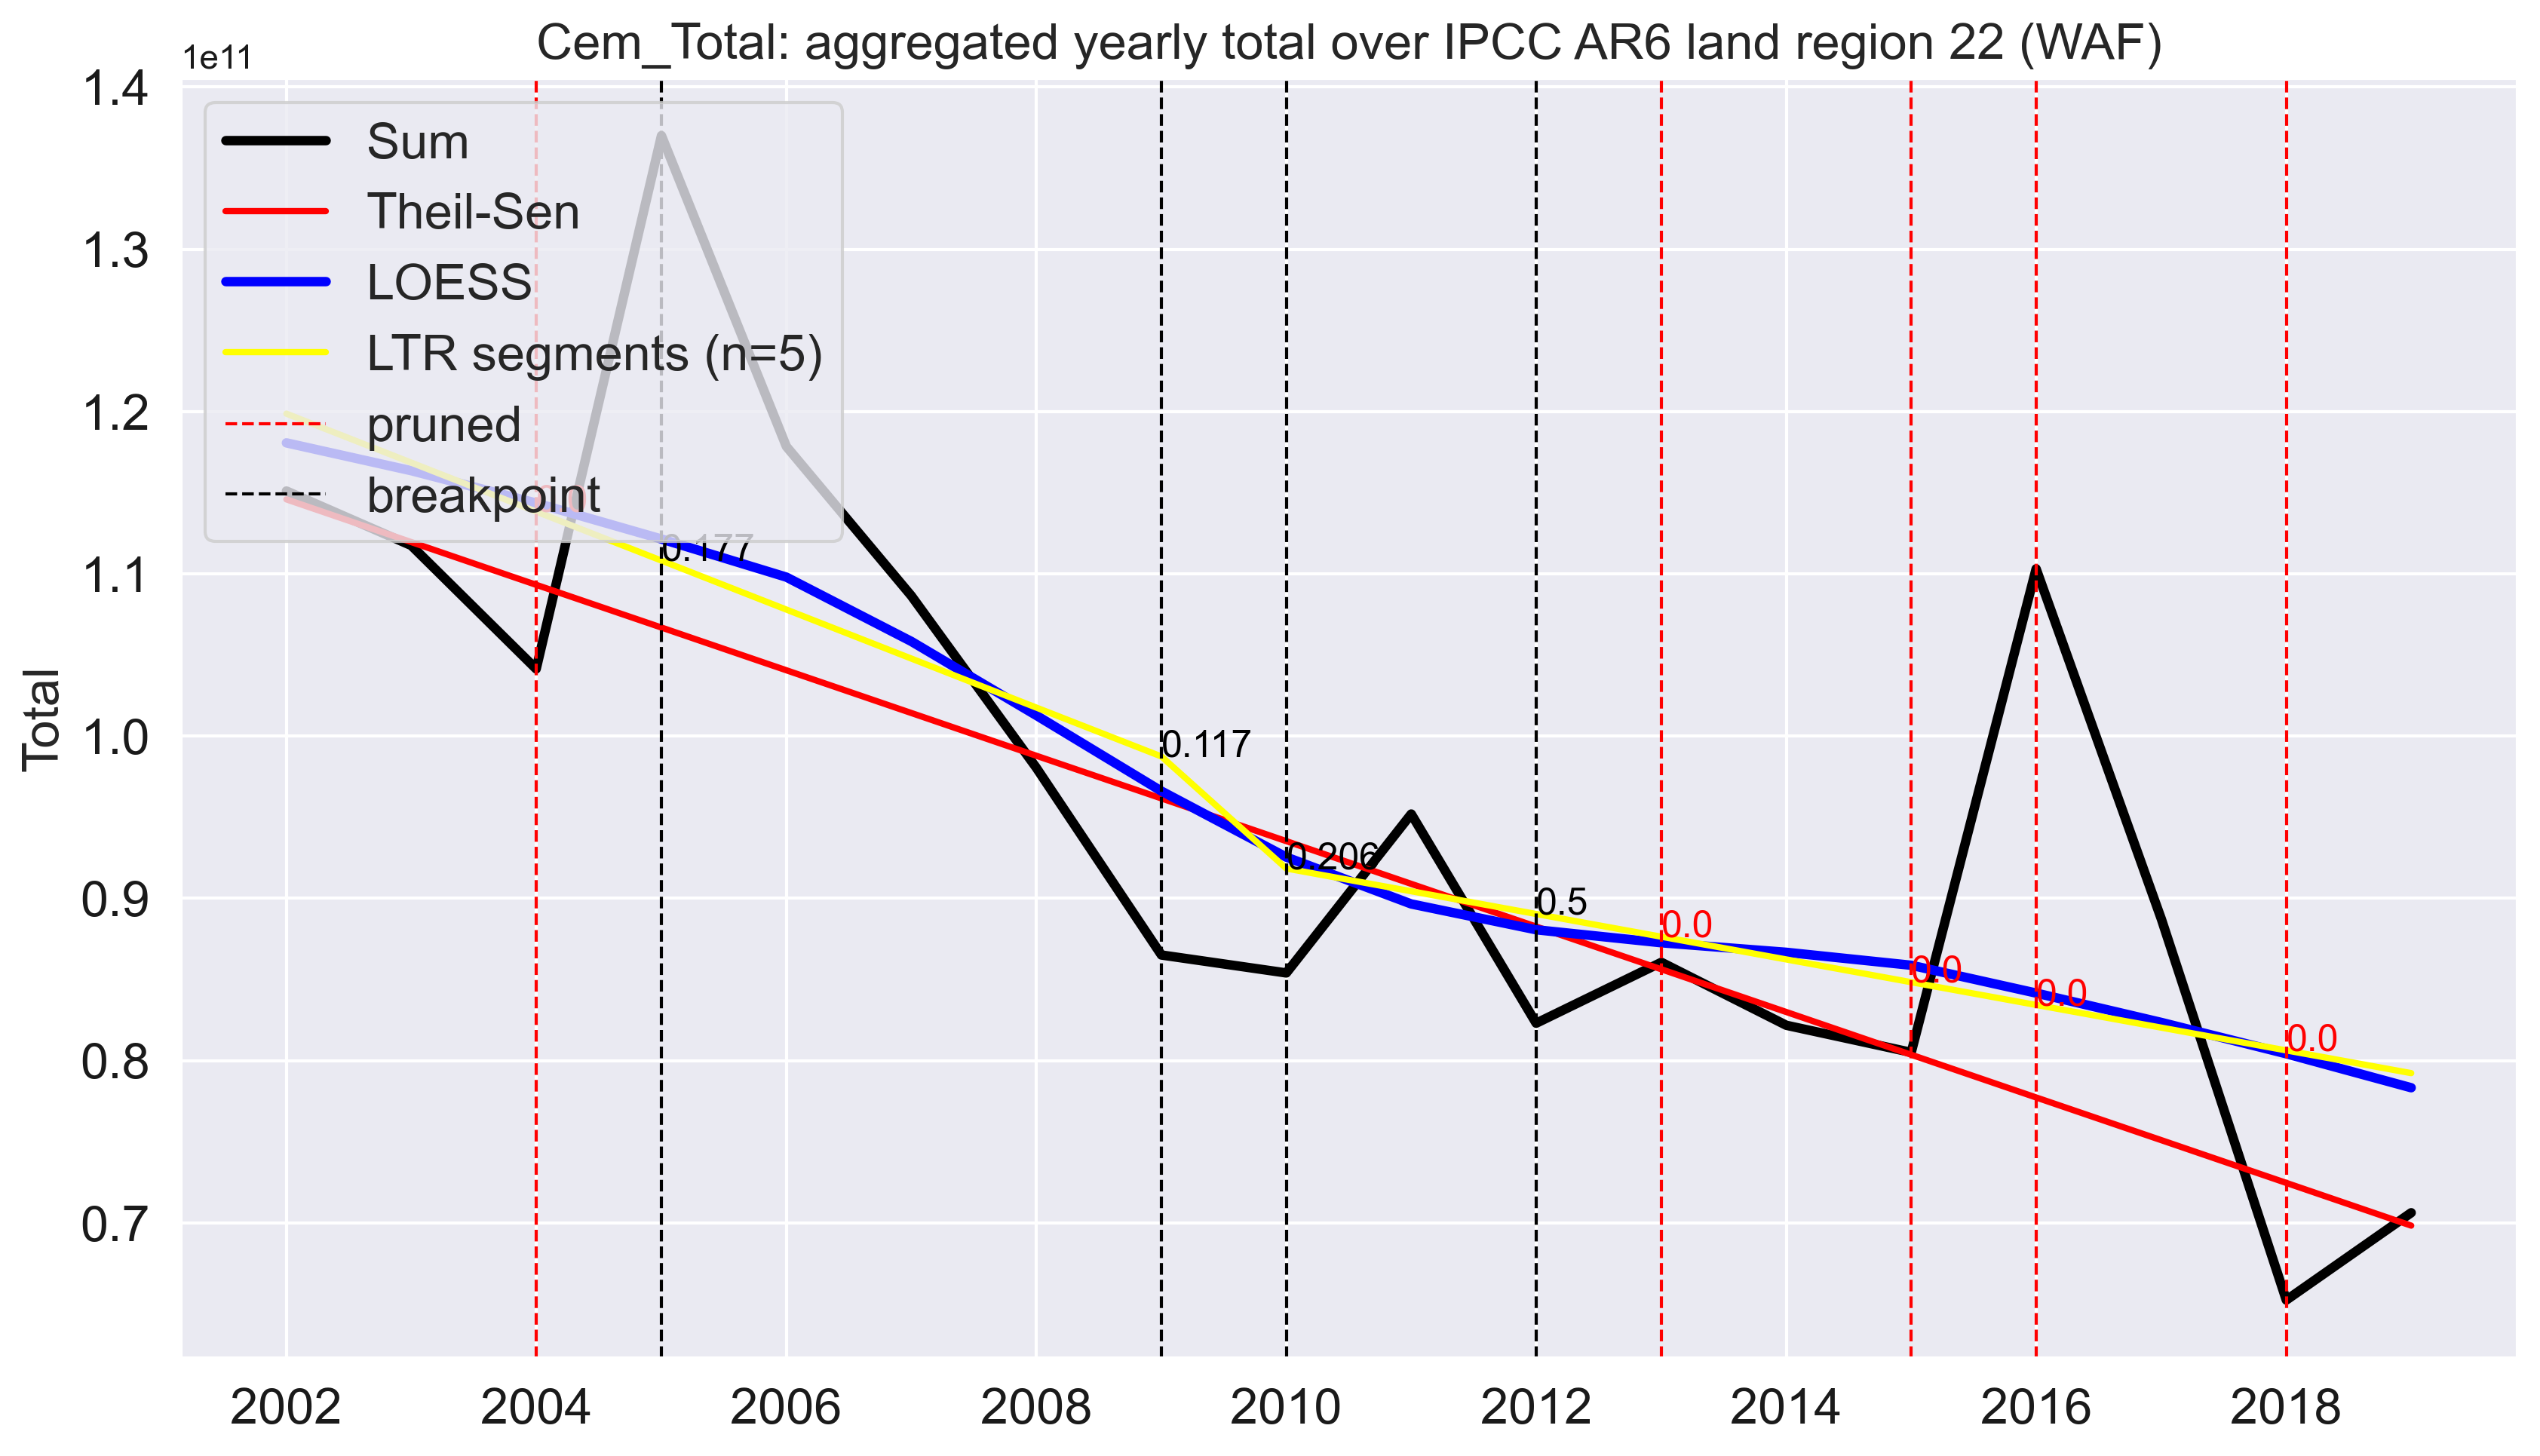 Cem_Total: aggregated yearly total over IPCC AR6 land region 22 (WAF)
1e11
1.4
1.3
1.2
1.1
1.0
0.9
0.8
0.7
Total
Sum
Theil-Sen
LOESS
LTR segments (n=5)
pruned
breakpoint
0.177
0.117
0.206
0.5
0.0
0.0
0.0
0.0
2002
2004
2006
2008
2010
2012
2014
2016
2018